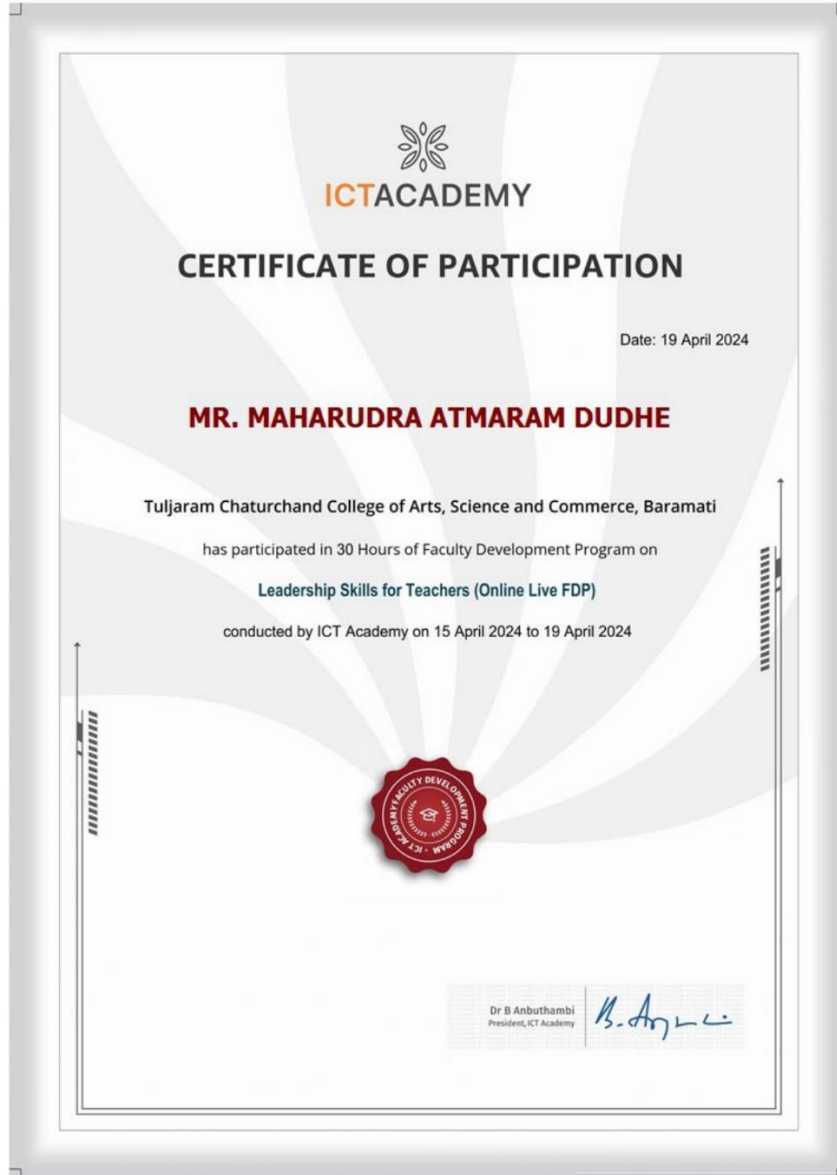 ICTACADEMY
CERTIFICATE OF PARTICIPATION
Date: 19 April 2024
MR. MAHARUDRA ATMARAM DUDHE
Tuljaram Chaturchand College of Arts, Science and Commerce, Baramati
has participated in 30 Hours of Faculty Development Program on
Leadership Skills for Teachers (Online Live FDP)
conducted by ICT Academy on 15 April 2024 to 19 April 2024
ICT ACADEMY FACULTY DEVELOPMENT PROGRAM
Dr B Anbuthambi
President, ICT Academy